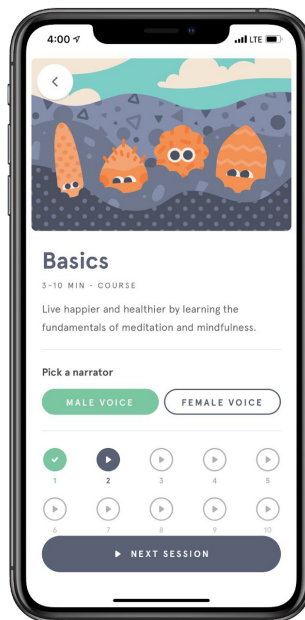 4:00
LTE
Basics
3-10 MIN • COURSE
Live happier and healthier by learning the
fundamentals of meditation and mindfulness.
Pick a narrator
MALE VOICE
FEMALE VOICE
1 2 3 4 5
6 7 8 9 10
NEXT SESSION